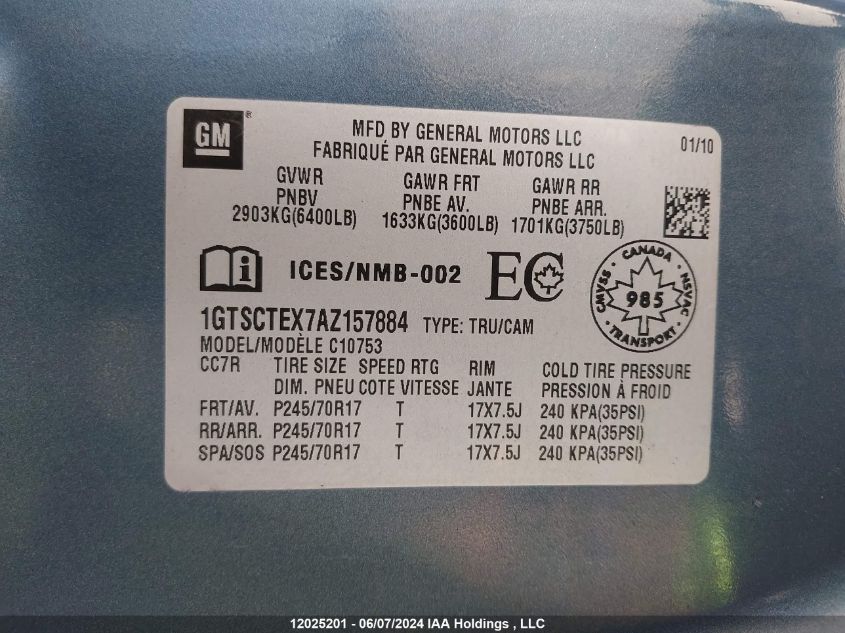 GM ®
MFD BY GENERAL MOTORS LLC
FABRIQUÉ PAR GENERAL MOTORS LLC
01/10
GVWR GAWR FRT GAWR RR
PNBV PNBE AV. PNBE ARR.
2903KG(6400LB) 1633KG(3600LB) 1701KG(3750LB)
i ICES/NMB-002 EC
CANADA
CMVSS 985 NSVAC
TRANSPORT
1GTSCTEX7AZ157884 TYPE: TRU/CAM
MODEL/MODÈLE C10753
CC7R TIRE SIZE SPEED RTG RIM COLD TIRE PRESSURE
DIM. PNEU COTE VITESSE JANTE PRESSION À FROID
FRT/AV. P245/70R17 T 17X7.5J 240 KPA(35PSI)
RR/ARR. P245/70R17 T 17X7.5J 240 KPA(35PSI)
SPA/SOS P245/70R17 T 17X7.5J 240 KPA(35PSI)
12025201 - 06/07/2024 IAA Holdings , LLC